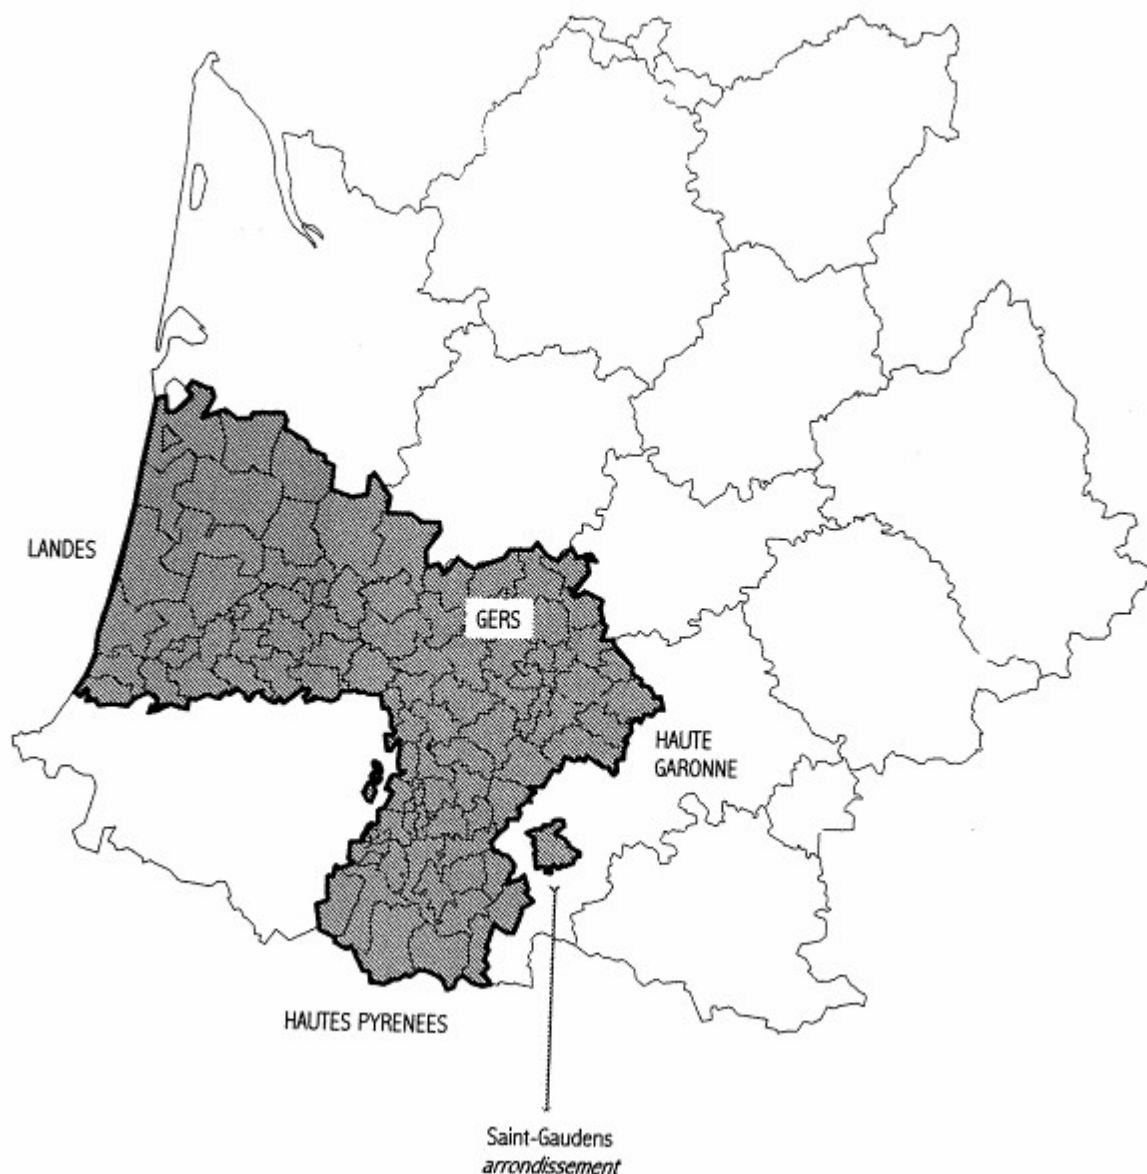 LANDES
GERS
HAUTE
GARONNE
HAUTES PYRENEES
Saint-Gaudens
arrondissement